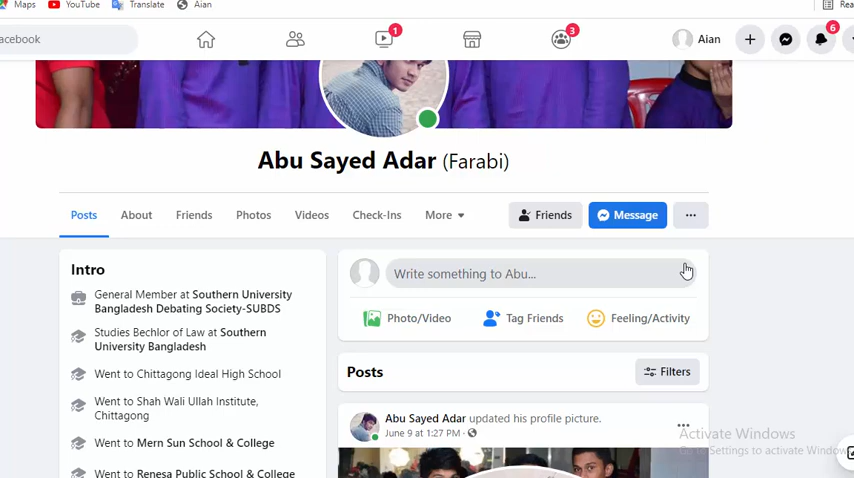 Maps YouTube Translate Aian
acebook
1
3
Aian
6
Abu Sayed Adar (Farabi)
Posts About Friends Photos Videos Check-Ins More Friends Message
Intro
General Member at Southern University
Bangladesh Debating Society-SUBDS
Studies Bechlor of Law at Southern
University Bangladesh
Went to Chittagong Ideal High School
Went to Shah Wali Ullah Institute,
Chittagong
Went to Mern Sun School & College
Went to Renesa Public School & College
Write something to Abu...
Photo/Video Tag Friends Feeling/Activity
Posts Filters
Abu Sayed Adar updated his profile picture.
June 9 at 1:27 PM ·
Activate Windows
Settings to activate Window